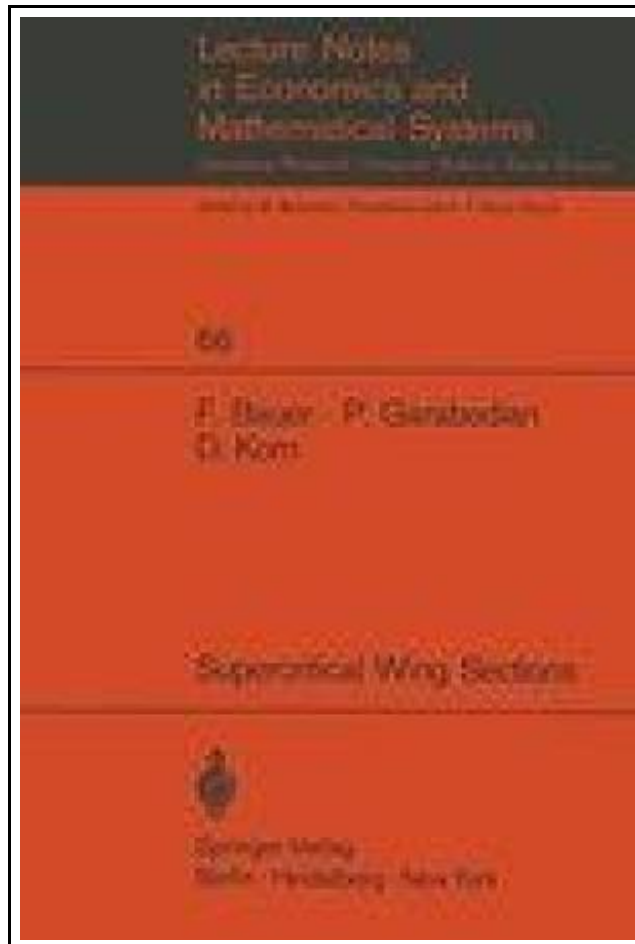 Lecture Notes
in Economics and
Mathematical Systems
66
F. Bauer · P. Garabedian
D. Korn
Supercritical Wing Sections
Springer-Verlag
Berlin · Heidelberg · New York